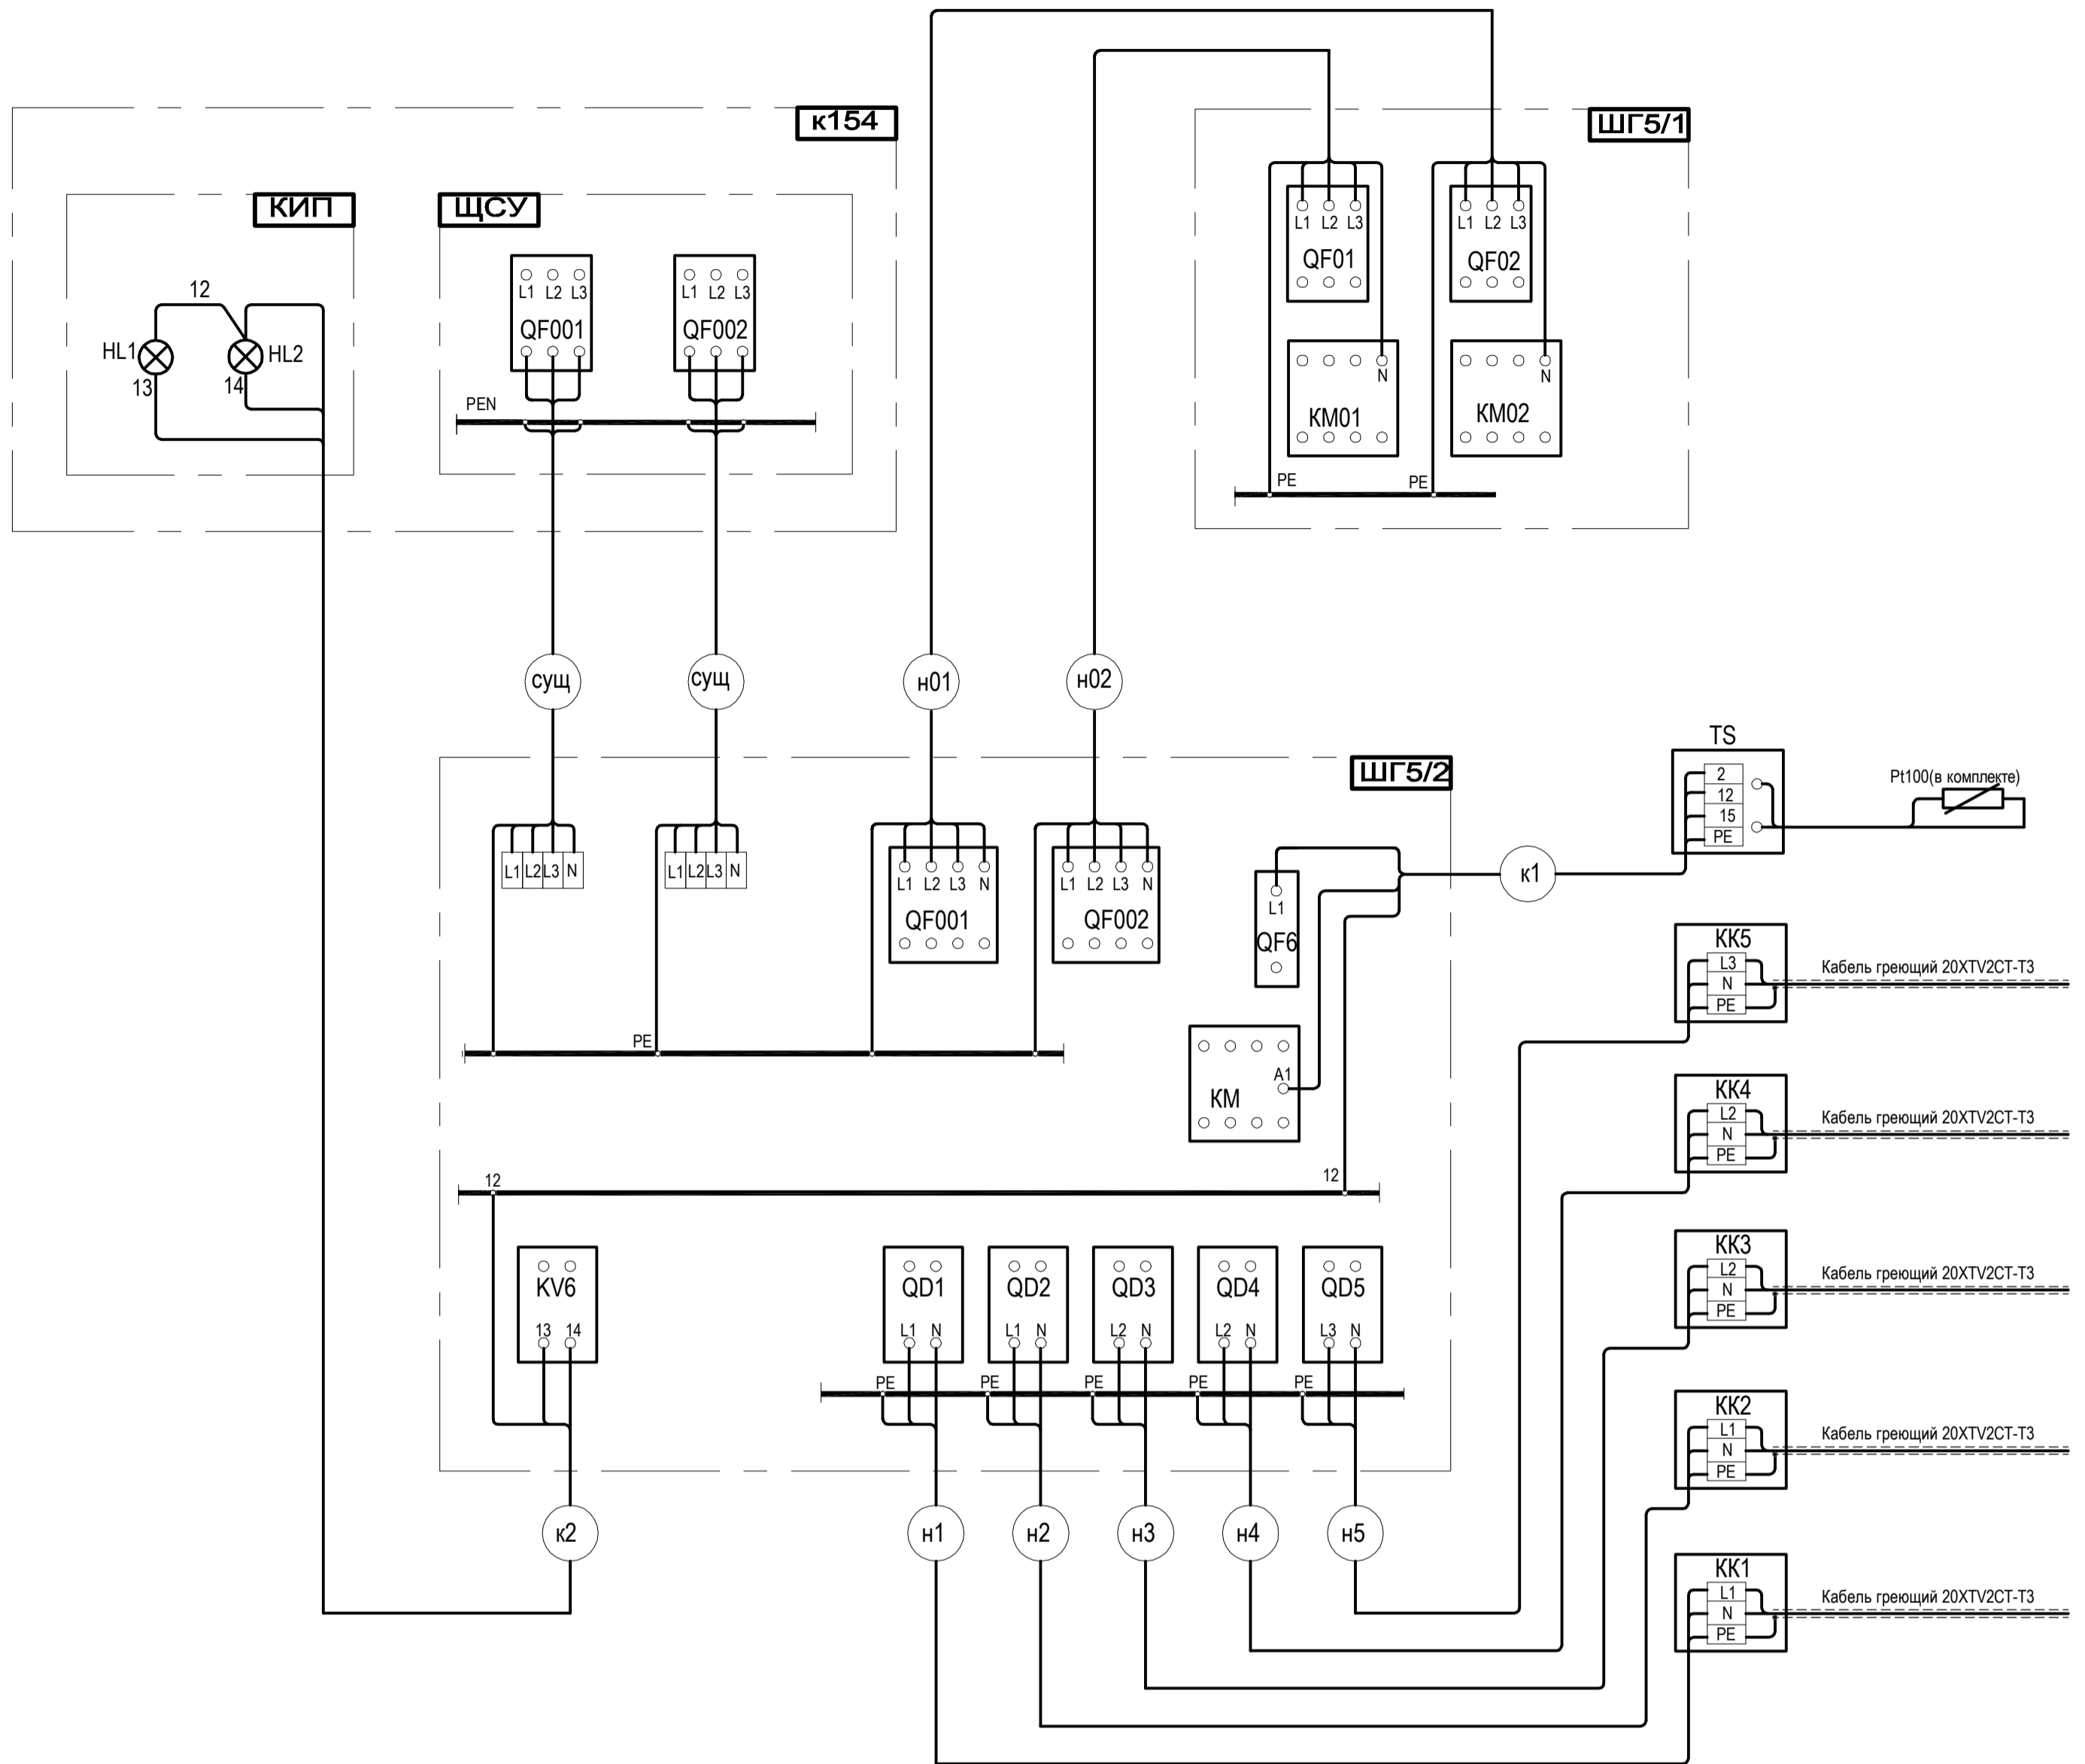 к154
ШГ5/1
КИП
ЩСУ
L1 L2 L3
QF01
L1 L2 L3
QF02
12
HL1
HL2
13
14
L1 L2 L3
QF001
L1 L2 L3
QF002
PEN
N
KM01
N
KM02
PE
PE
сущ
сущ
н01
н02
ШГ5/2
TS
2
12
15
PE
Pt100(в комплекте)
к1
L1 L2 L3 N
L1 L2 L3 N
L1 L2 L3 N
QF001
L1 L2 L3 N
QF002
L1
QF6
PE
A1
KM
КК5
L3
N
PE
Кабель греющий 20XTV2CT-T3
КК4
L2
N
PE
Кабель греющий 20XTV2CT-T3
12
12
КК3
L2
N
PE
Кабель греющий 20XTV2CT-T3
KV6
13 14
QD1
L1 N
QD2
L1 N
QD3
L2 N
QD4
L2 N
QD5
L3 N
PE
PE
PE
PE
PE
КК2
L1
N
PE
Кабель греющий 20XTV2CT-T3
к2
н1
н2
н3
н4
н5
КК1
L1
N
PE
Кабель греющий 20XTV2CT-T3